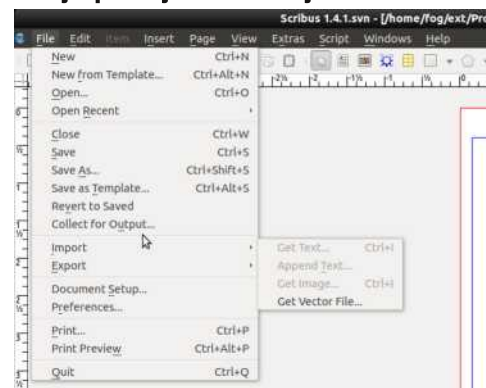 Scribus 1.4.1.svn - [/home/fog/ext/Pro
File Edit Item Insert Page View Extras Script Windows Help
New Ctrl+N
New from Template... Ctrl+Alt+N
Open... Ctrl+O
Open Recent
Close Ctrl+W
Save Ctrl+S
Save As... Ctrl+Shift+S
Save as Template... Ctrl+Alt+S
Revert to Saved
Collect for Output...
Import
Export
Document Setup...
Preferences...
Print... Ctrl+P
Print Preview Ctrl+Alt+P
Quit Ctrl+Q
Get Text... Ctrl+I
Append Text...
Get Image... Ctrl+I
Get Vector File...